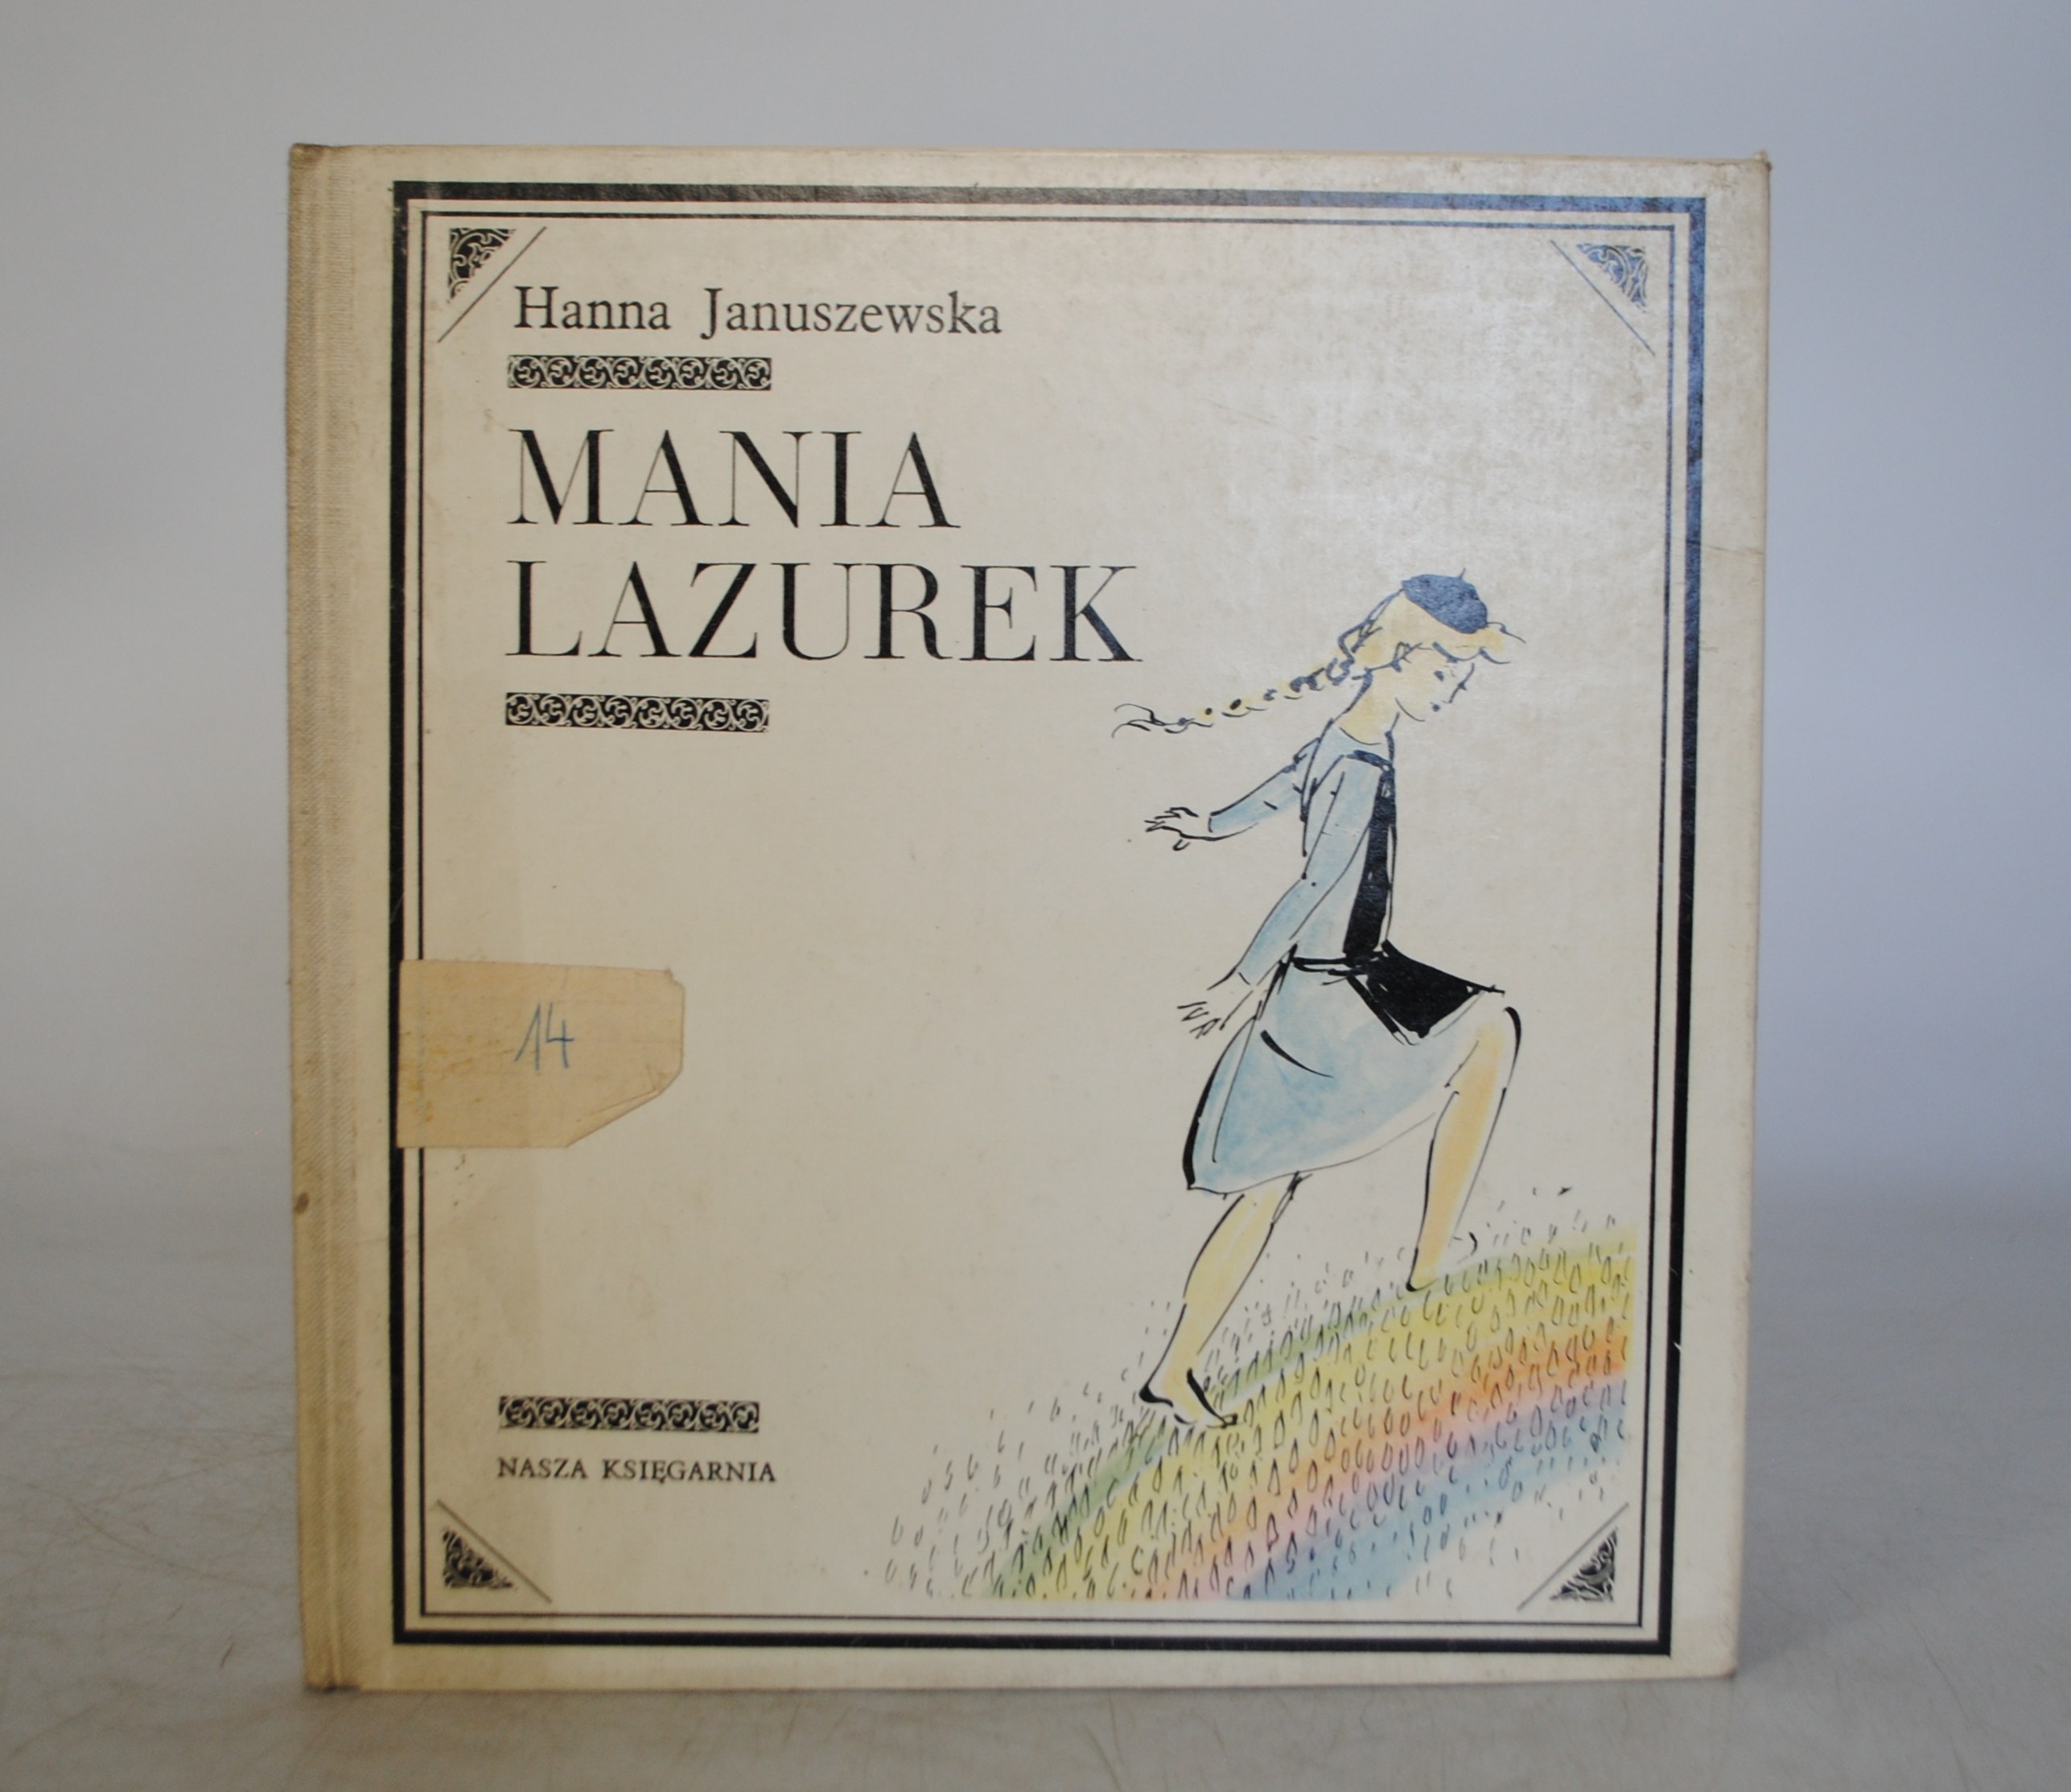 Hanna Januszewska
MANIA
LAZUREK
14
NASZA KSIĘGARNIA